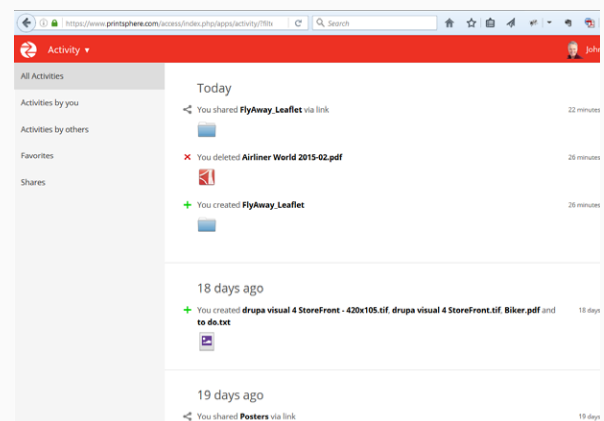 https://www.printsphere.com/access/index.php/apps/activity/?filte
Search
Activity
John
All Activities
Activities by you
Activities by others
Favorites
Shares
Today
You shared FlyAway_Leaflet via link
22 minutes
You deleted Airliner World 2015-02.pdf
26 minutes
You created FlyAway_Leaflet
26 minutes
18 days ago
You created drupa visual 4 StoreFront - 420x105.tif, drupa visual 4 StoreFront.tif, Biker.pdf and
18 days
to do.txt
19 days ago
You shared Posters via link
19 days